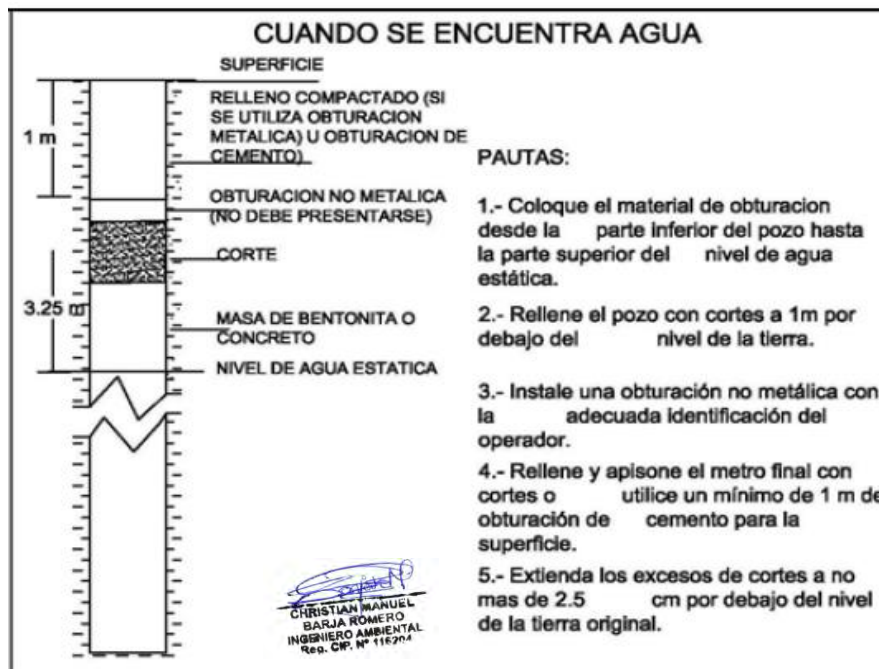 CUANDO SE ENCUENTRA AGUA
SUPERFICIE
1 m
RELLENO COMPACTADO (SI
SE UTILIZA OBTURACION
METALICA) U OBTURACION DE
CEMENTO)
OBTURACION NO METALICA
(NO DEBE PRESENTARSE)
CORTE
3.25 m
MASA DE BENTONITA O
CONCRETO
NIVEL DE AGUA ESTATICA
PAUTAS:
1.- Coloque el material de obturacion
desde la parte inferior del pozo hasta
la parte superior del nivel de agua
estática.
2.- Rellene el pozo con cortes a 1m por
debajo del nivel de la tierra.
3.- Instale una obturación no metálica con
la adecuada identificación del
operador.
4.- Rellene y apisone el metro final con
cortes o utilice un mínimo de 1 m de
obturación de cemento para la
superficie.
5.- Extienda los excesos de cortes a no
mas de 2.5 cm por debajo del nivel
de la tierra original.
CHRISTIAN MANUEL
BARJA ROMERO
INGENIERO AMBIENTAL
Reg. CIP. Nº